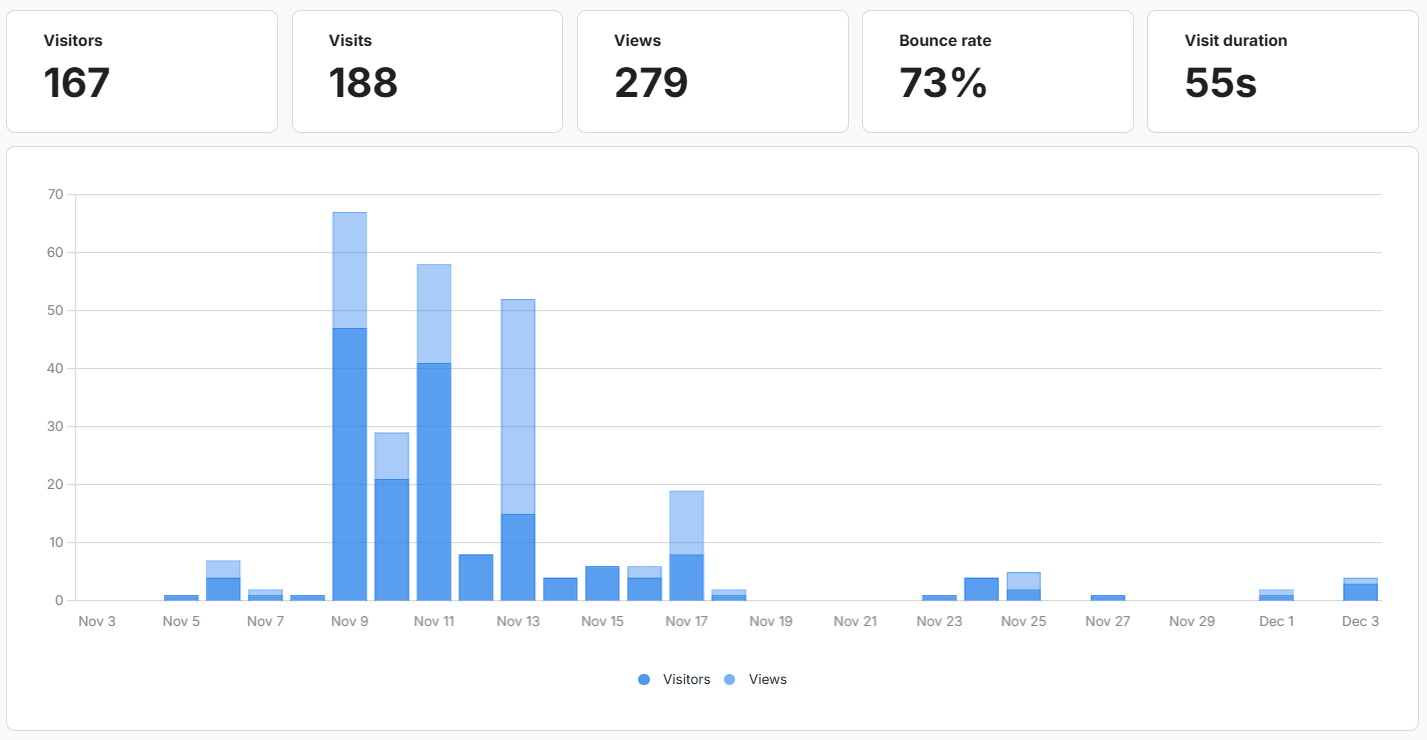 Visitors
167
Visits
188
Views
279
Bounce rate
73%
Visit duration
55s
70
60
50
40
30
20
10
0
Nov 3 Nov 5 Nov 7 Nov 9 Nov 11 Nov 13 Nov 15 Nov 17 Nov 19 Nov 21 Nov 23 Nov 25 Nov 27 Nov 29 Dec 1 Dec 3
Visitors Views